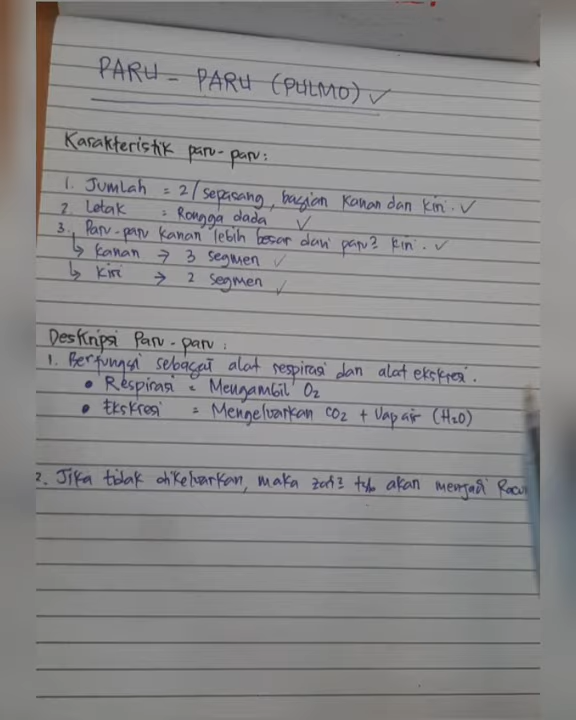 PARU - PARU (PULMO) ✓
Karakteristik paru-paru :
1. Jumlah = 2/sepasang, bagian kanan dan kiri. ✓
2. Letak : Rongga dada ✓
3. Paru-paru kanan lebih besar dari paru² kiri. ✓
↳ kanan → 3 segmen ✓
↳ kiri → 2 segmen ✓
Deskripsi Paru-paru :
1. Berfungsi sebagai alat respirasi dan alat ekskresi.
• Respirasi = Mengambil O2
• Ekskresi = Mengeluarkan CO2 + Uap air (H2O)
2. Jika tidak dikeluarkan, maka zat² tsb akan menjadi Racun